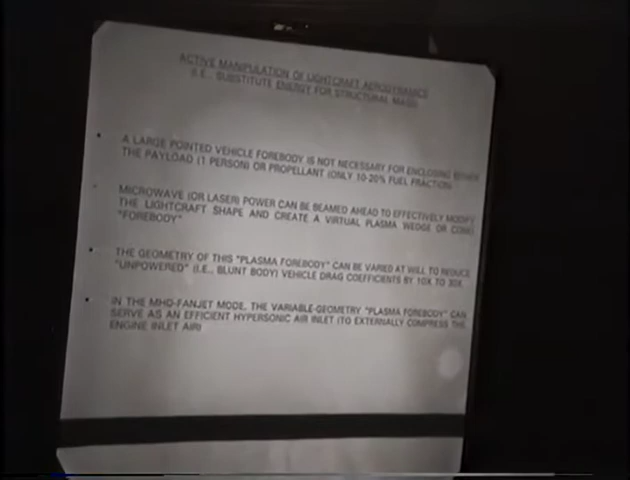 ACTIVE MANIPULATION OF LIGHTCRAFT AERODYNAMICS
(I.E., SUBSTITUTE ENERGY FOR STRUCTURAL MASS)
• A LARGE POINTED VEHICLE FOREBODY IS NOT NECESSARY FOR ENCLOSING EITHER
THE PAYLOAD (1 PERSON) OR PROPELLANT (ONLY 10-20% FUEL FRACTION)
• MICROWAVE (OR LASER) POWER CAN BE BEAMED AHEAD TO EFFECTIVELY MODIFY
THE LIGHTCRAFT SHAPE AND CREATE A VIRTUAL PLASMA WEDGE OR CONE
"FOREBODY"
• THE GEOMETRY OF THIS "PLASMA FOREBODY" CAN BE VARIED AT WILL TO REDUCE
"UNPOWERED" (I.E., BLUNT BODY) VEHICLE DRAG COEFFICIENTS BY 10X TO 30X.
• IN THE MHD-FANJET MODE, THE VARIABLE-GEOMETRY "PLASMA FOREBODY" CAN
SERVE AS AN EFFICIENT HYPERSONIC AIR INLET (TO EXTERNALLY COMPRESS THE
ENGINE INLET AIR)